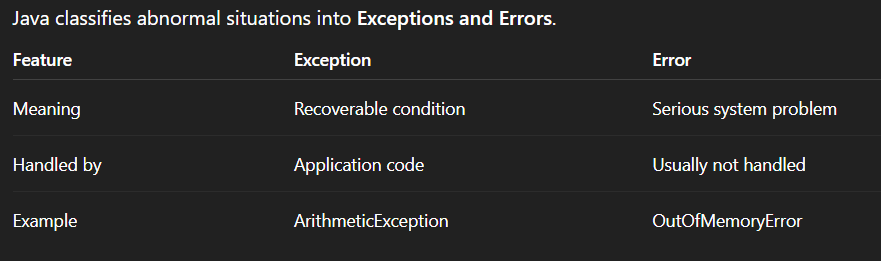 Java classifies abnormal situations into Exceptions and Errors.
Feature Exception Error
Meaning Recoverable condition Serious system problem
Handled by Application code Usually not handled
Example ArithmeticException OutOfMemoryError